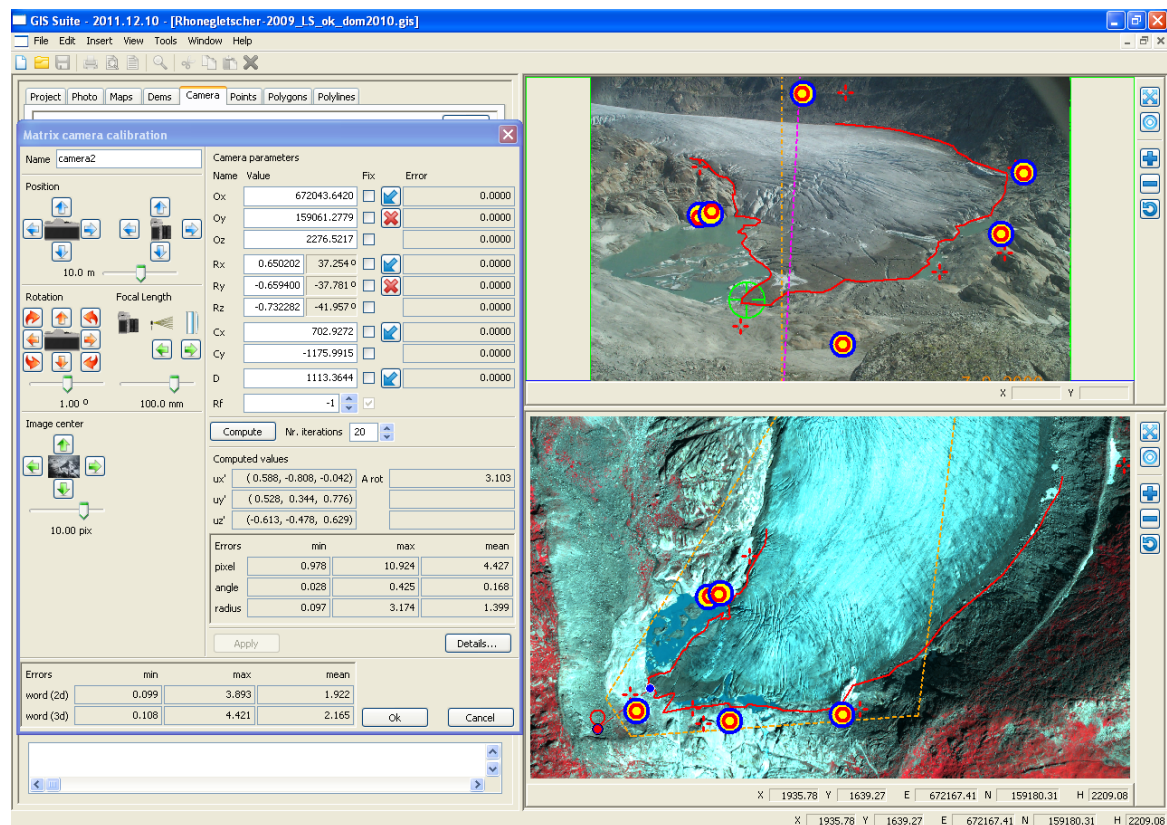 GIS Suite - 2011.12.10 - [Rhonegletscher-2009_LS_ok_dom2010.gis]
File Edit Insert View Tools Window Help
Project Photo Maps Dems Camera Points Polygons Polylines
Matrix camera calibration
Name camera2
Position
10.0 m
Rotation Focal Length
1.00 º 100.0 mm
Image center
10.00 pix
Camera parameters
Name Value Fix Error
Ox 672043.6420 0.0000
Oy 159061.2779 0.0000
Oz 2276.5217 0.0000
Rx 0.650202 37.254 º 0.0000
Ry -0.659400 -37.781 º 0.0000
Rz -0.732282 -41.957 º 0.0000
Cx 702.9272 0.0000
Cy -1175.9915 0.0000
D 1113.3644 0.0000
Rf -1
Compute Nr. iterations 20
Computed values
ux' ( 0.588, -0.808, -0.042) A rot 3.103
uy' ( 0.528, 0.344, 0.776)
uz' (-0.613, -0.478, 0.629)
Errors min max mean
pixel 0.978 10.924 4.427
angle 0.028 0.425 0.168
radius 0.097 3.174 1.399
Apply Details...
Errors min max mean
word (2d) 0.099 3.893 1.922
word (3d) 0.108 4.421 2.165
Ok Cancel
X Y
X 1935.78 Y 1639.27 E 672167.41 N 159180.31 H 2209.08
X 1935.78 Y 1639.27 E 672167.41 N 159180.31 H 2209.08